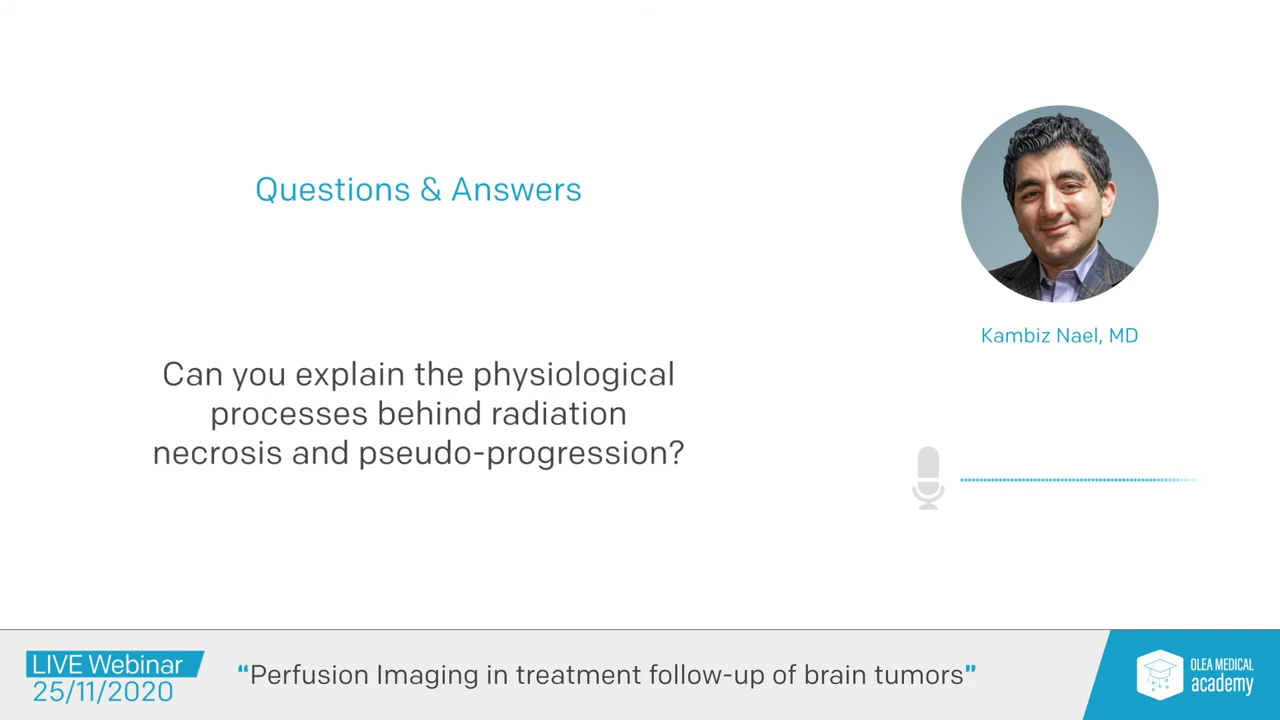 Questions & Answers
Can you explain the physiological
processes behind radiation
necrosis and pseudo-progression?
Kambiz Nael, MD
LIVE Webinar
25/11/2020
“Perfusion Imaging in treatment follow-up of brain tumors”
OLEA MEDICAL
academy